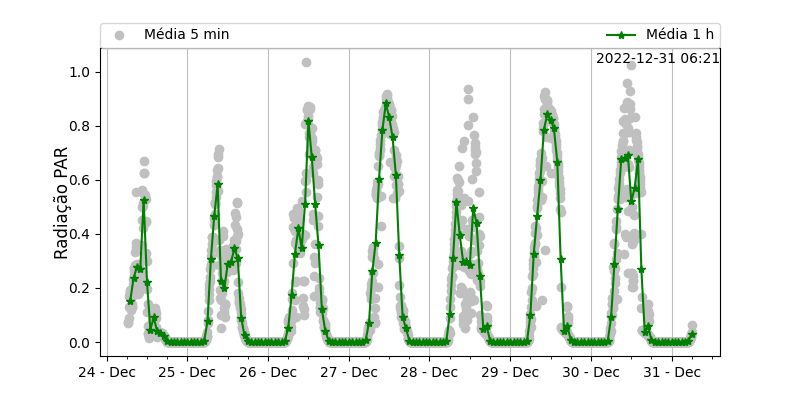 Média 5 min
Média 1 h
2022-12-31 06:21
Radiação PAR
1.0
0.8
0.6
0.4
0.2
0.0
24 - Dec
25 - Dec
26 - Dec
27 - Dec
28 - Dec
29 - Dec
30 - Dec
31 - Dec